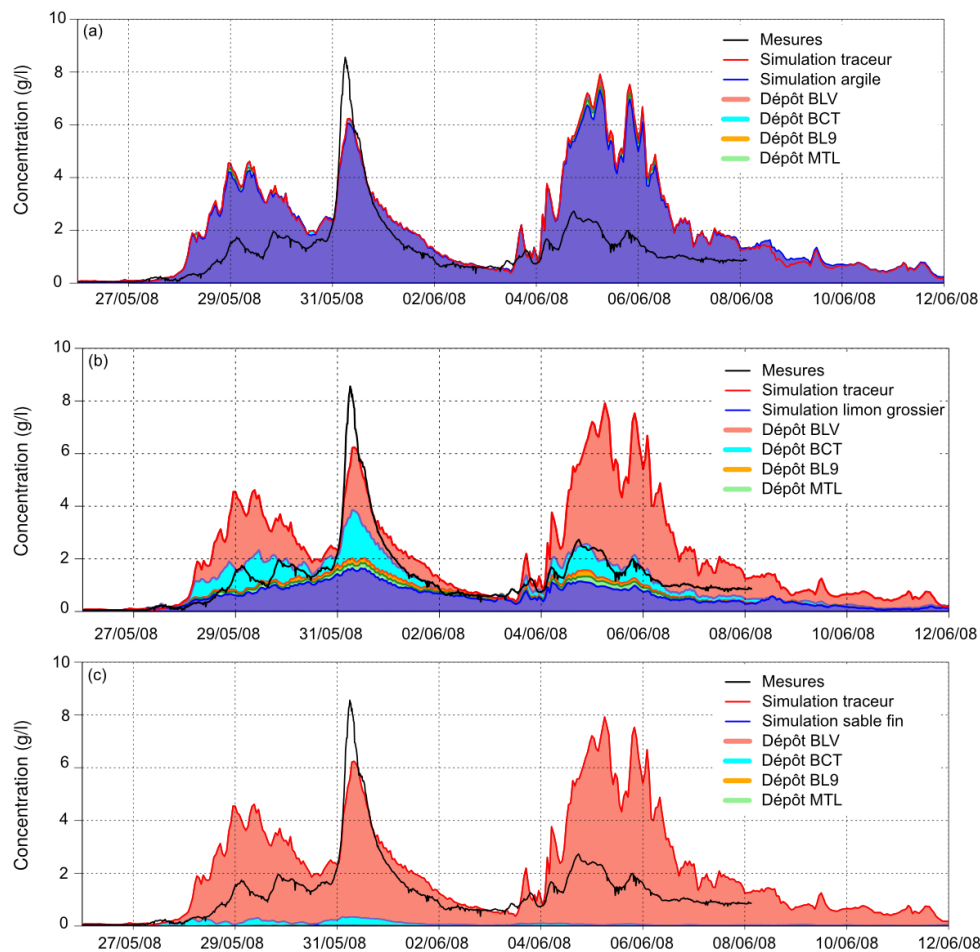 (a)
Concentration (g/l)
10
8
6
4
2
0
Mesures
Simulation traceur
Simulation argile
Dépôt BLV
Dépôt BCT
Dépôt BL9
Dépôt MTL
27/05/08 29/05/08 31/05/08 02/06/08 04/06/08 06/06/08 08/06/08 10/06/08 12/06/08
(b)
Concentration (g/l)
10
8
6
4
2
0
Mesures
Simulation traceur
Simulation limon grossier
Dépôt BLV
Dépôt BCT
Dépôt BL9
Dépôt MTL
27/05/08 29/05/08 31/05/08 02/06/08 04/06/08 06/06/08 08/06/08 10/06/08 12/06/08
(c)
Concentration (g/l)
10
8
6
4
2
0
Mesures
Simulation traceur
Simulation sable fin
Dépôt BLV
Dépôt BCT
Dépôt BL9
Dépôt MTL
27/05/08 29/05/08 31/05/08 02/06/08 04/06/08 06/06/08 08/06/08 10/06/08 12/06/08